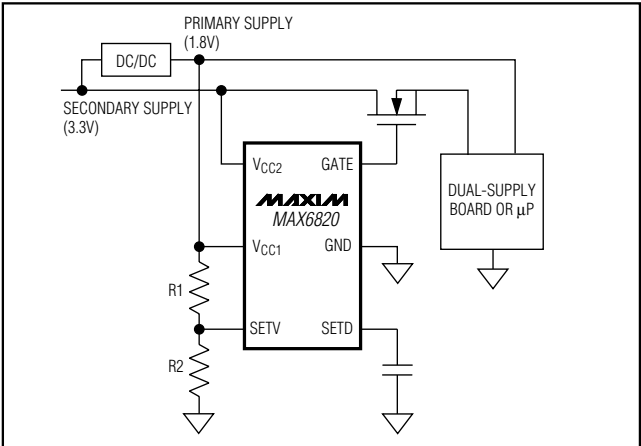 PRIMARY SUPPLY
(1.8V)
DC/DC
SECONDARY SUPPLY
(3.3V)
VCC2
GATE
MAXIM
MAX6820
DUAL-SUPPLY
BOARD OR μP
VCC1
GND
R1
SETV
SETD
R2